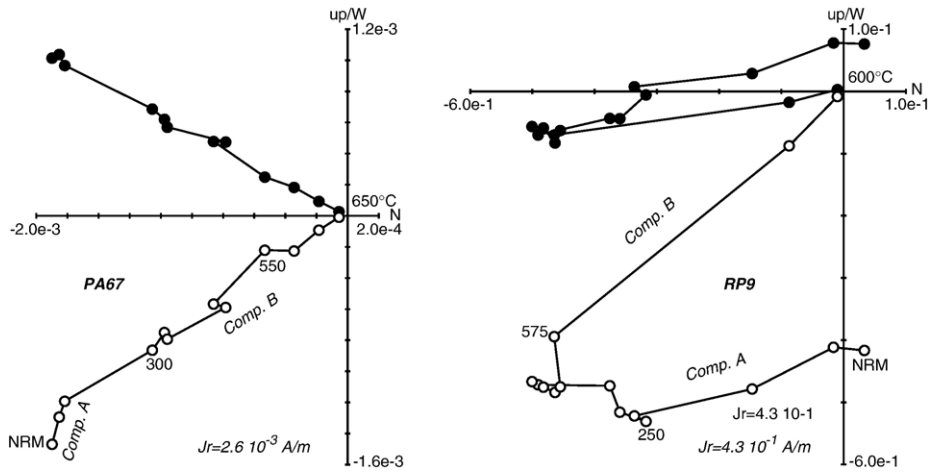 up/W
1.2e-3
650°C
N
-2.0e-3
2.0e-4
550
PA67
Comp. B
300
Comp. A
NRM
Jr=2.6 10-3 A/m
-1.6e-3
up/W
1.0e-1
600°C
N
-6.0e-1
1.0e-1
Comp. B
RP9
575
Comp. A
NRM
Jr=4.3 10-1
250
Jr=4.3 10-1 A/m
-6.0e-1